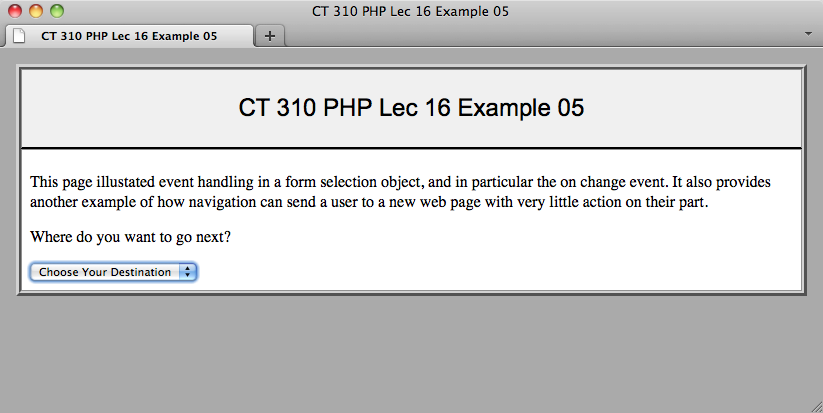 CT 310 PHP Lec 16 Example 05
CT 310 PHP Lec 16 Example 05
CT 310 PHP Lec 16 Example 05
This page illustated event handling in a form selection object, and in particular the on change event. It also provides
another example of how navigation can send a user to a new web page with very little action on their part.
Where do you want to go next?
Choose Your Destination